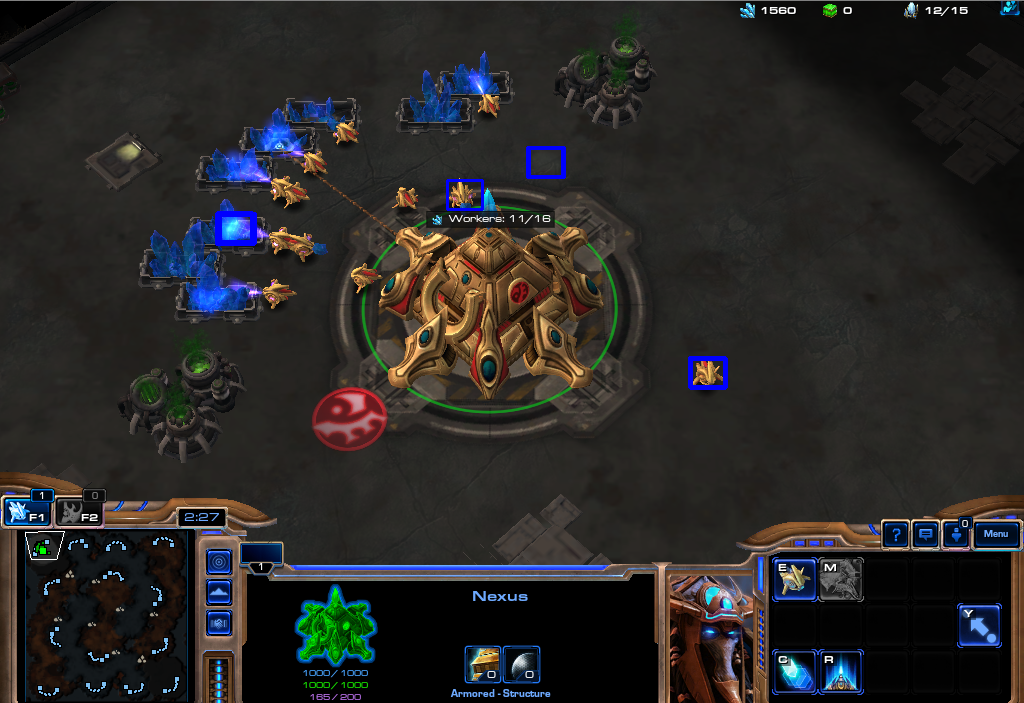 1560 0 12/15
Workers: 11/16
1 0
F1 F2
2:27
? 0 Menu
1
Nexus
E M
Y
1000/1000
1000/1000
165/200
0 0
G R
Armored - Structure